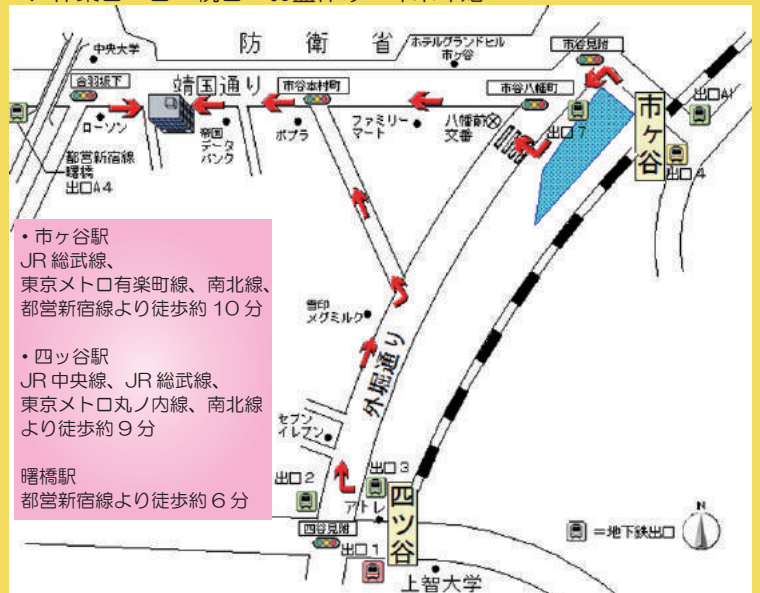 中央大学
防衛省
ホテルグランドヒル
市ヶ谷
市谷見附
合羽坂下
靖国通り
市谷本村町
市谷八幡町
出口A1
市ヶ谷
ローソン
帝国
データ
バンク
ポプラ
ファミリー
マート
八幡前
交番
出口7
出口4
都営新宿線
曙橋
出口A4
・市ヶ谷駅
JR 総武線、
東京メトロ有楽町線、南北線、
都営新宿線より徒歩約 10 分
・四ッ谷駅
JR 中央線、JR 総武線、
東京メトロ丸ノ内線、南北線
より徒歩約 9 分
曙橋駅
都営新宿線より徒歩約 6 分
雪印
メグミルク
外堀通り
セブン
イレブン
出口2
出口3
アトレ
四ツ谷
四谷見附
出口1
上智大学
=地下鉄出口
N